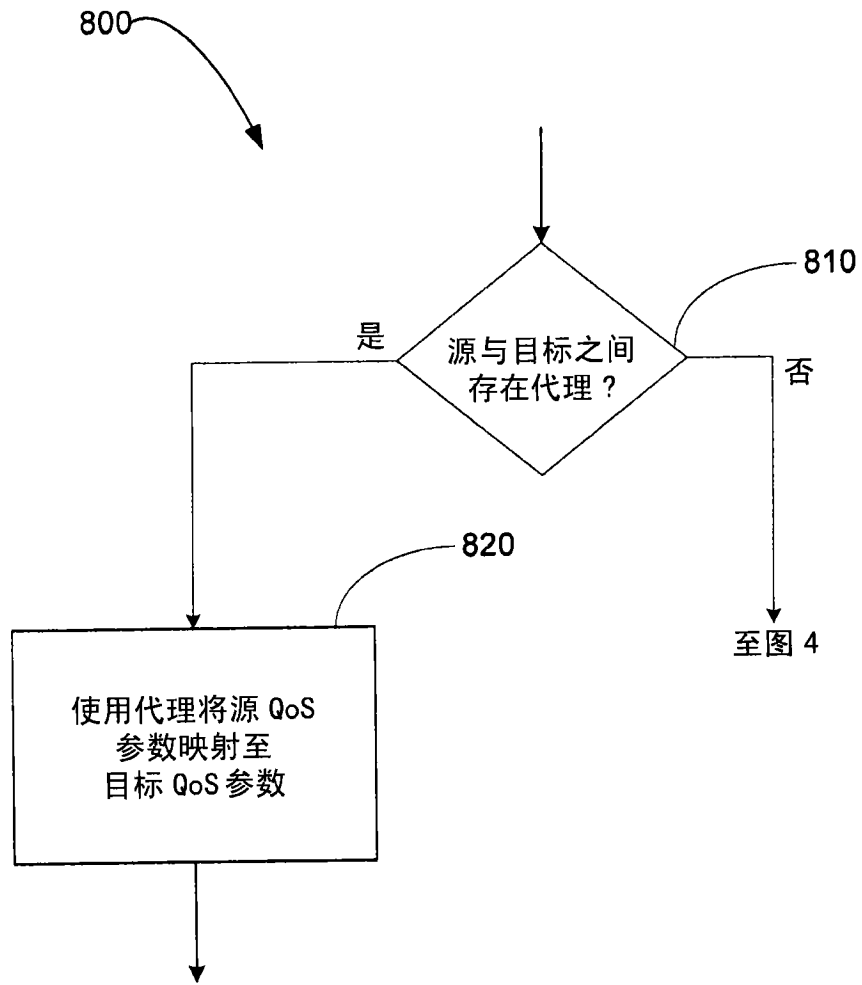 800
810
是
源与目标之间
存在代理？
否
820
至图 4
使用代理将源 QoS
参数映射至
目标 QoS 参数